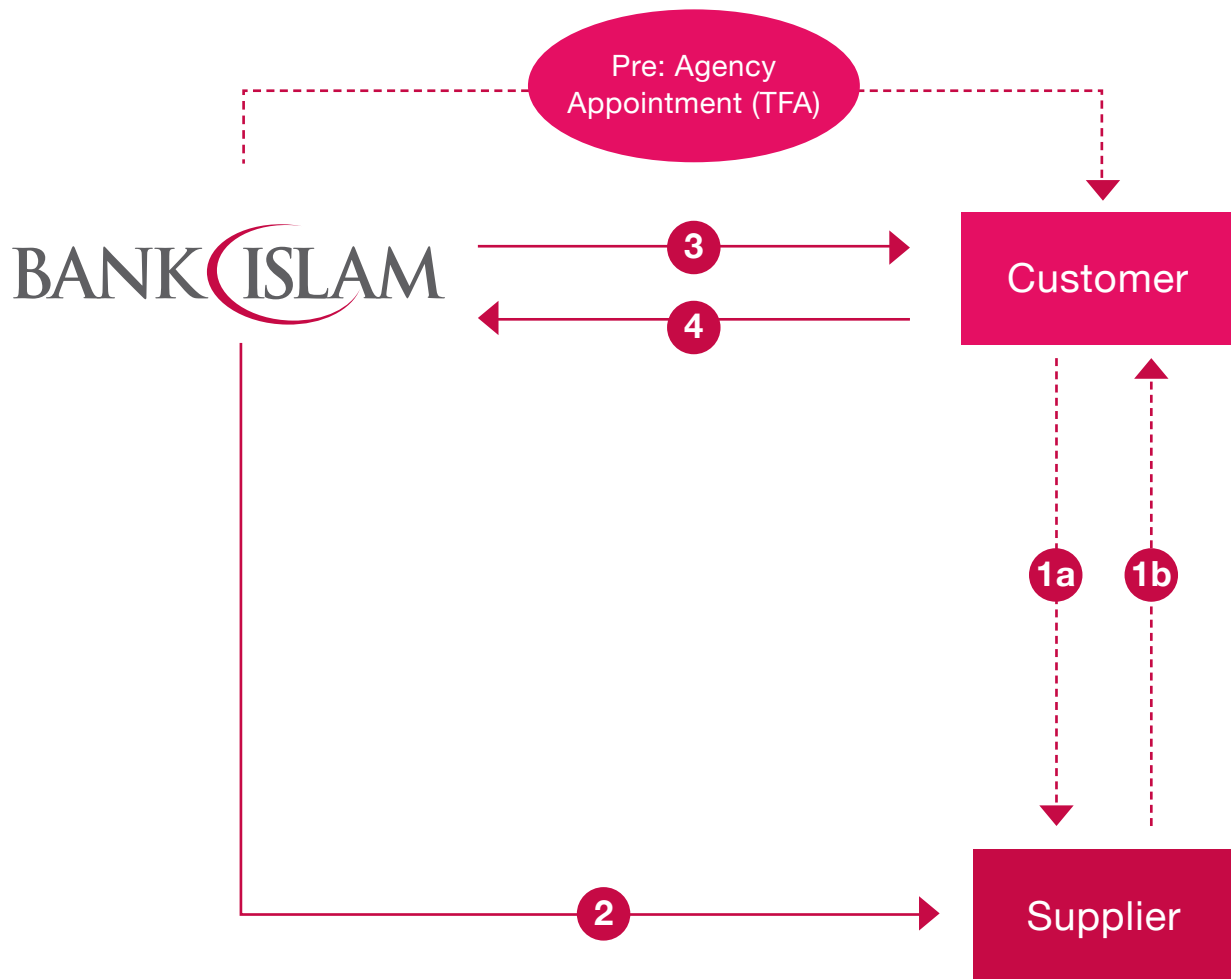 Pre: Agency
Appointment (TFA)
3
BANK ISLAM
Customer
4
1a
1b
2
Supplier